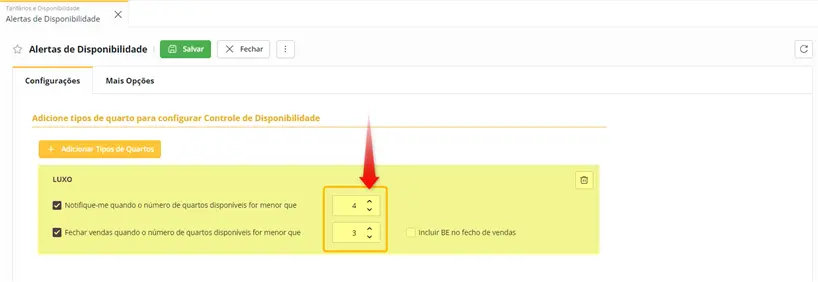 Tarifários e Disponibilidade
Alertas de Disponibilidade
Alertas de Disponibilidade
Salvar
Fechar
Configurações
Mais Opções
Adicione tipos de quarto para configurar Controle de Disponibilidade
+ Adicionar Tipos de Quartos
LUXO
Notifique-me quando o número de quartos disponíveis for menor que
4
Fechar vendas quando o número de quartos disponíveis for menor que
3
Incluir BE no fecho de vendas